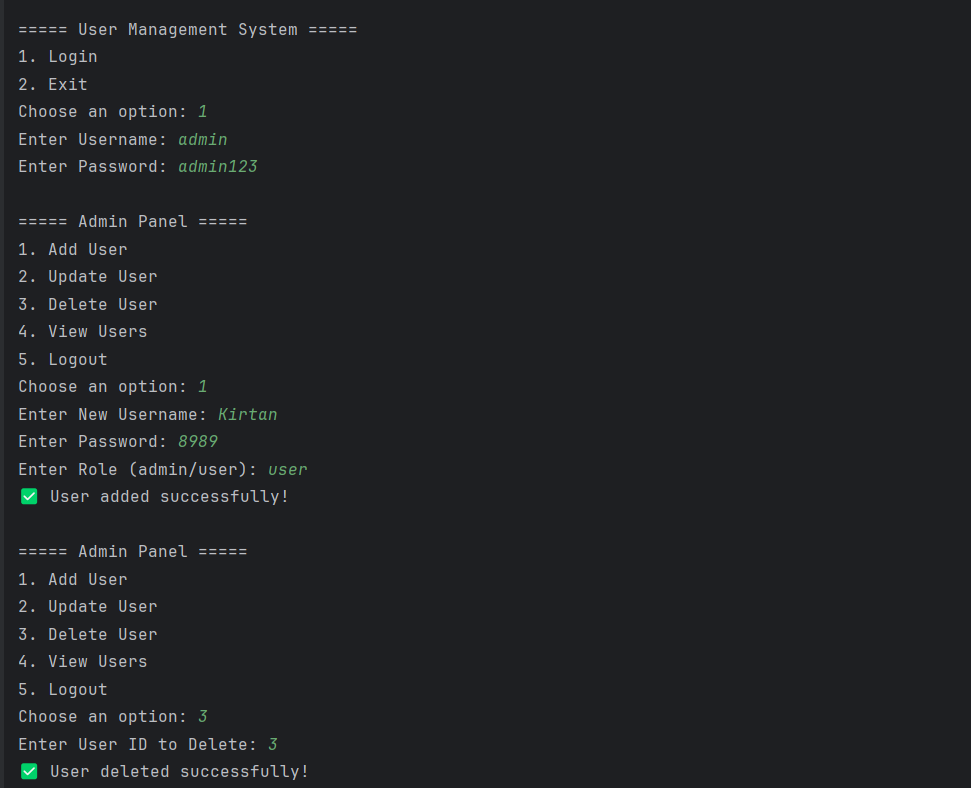 ===== User Management System =====
1. Login
2. Exit
Choose an option: 1
Enter Username: admin
Enter Password: admin123
===== Admin Panel =====
1. Add User
2. Update User
3. Delete User
4. View Users
5. Logout
Choose an option: 1
Enter New Username: Kirtan
Enter Password: 8989
Enter Role (admin/user): user
✅ User added successfully!
===== Admin Panel =====
1. Add User
2. Update User
3. Delete User
4. View Users
5. Logout
Choose an option: 3
Enter User ID to Delete: 3
✅ User deleted successfully!